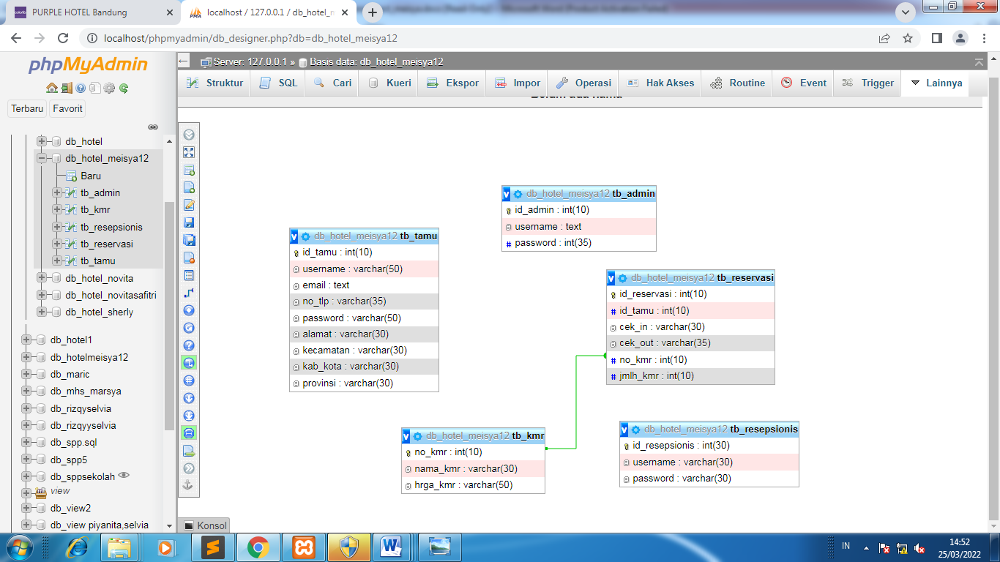 PURPLE HOTEL Bandung
localhost / 127.0.0.1 / db_hotel_m
localhost/phpmyadmin/db_designer.php?db=db_hotel_meisya12
phpMyAdmin
Terbaru Favorit
db_hotel
db_hotel_meisya12
Baru
tb_admin
tb_kmr
tb_resepsionis
tb_reservasi
tb_tamu
db_hotel_novita
db_hotel_novitasafitri
db_hotel_sherly
db_hotel1
db_hotelmeisya12
db_maric
db_mhs_marsya
db_rizqyselvia
db_rizqyyselvia
db_spp.sql
db_spp5
db_sppsekolah
view
db_view2
db_view piyanita,selvia
Server: 127.0.0.1 » Basis data: db_hotel_meisya12
Struktur SQL Cari Kueri Ekspor Impor Operasi Hak Akses Routine Event Trigger Lainnya
Belum ada nama
db_hotel_meisya12 tb_admin
id_admin : int(10)
username : text
password : int(35)
db_hotel_meisya12 tb_tamu
id_tamu : int(10)
username : varchar(50)
email : text
no_tlp : varchar(35)
password : varchar(50)
alamat : varchar(30)
kecamatan : varchar(30)
kab_kota : varchar(30)
provinsi : varchar(30)
db_hotel_meisya12 tb_reservasi
id_reservasi : int(10)
id_tamu : int(10)
cek_in : varchar(30)
cek_out : varchar(35)
no_kmr : int(10)
jmlh_kmr : int(10)
db_hotel_meisya12 tb_kmr
no_kmr : int(10)
nama_kmr : varchar(30)
hrga_kmr : varchar(50)
db_hotel_meisya12 tb_resepsionis
id_resepsionis : int(30)
username : varchar(30)
password : varchar(30)
Konsol
IN
14:52
25/03/2022